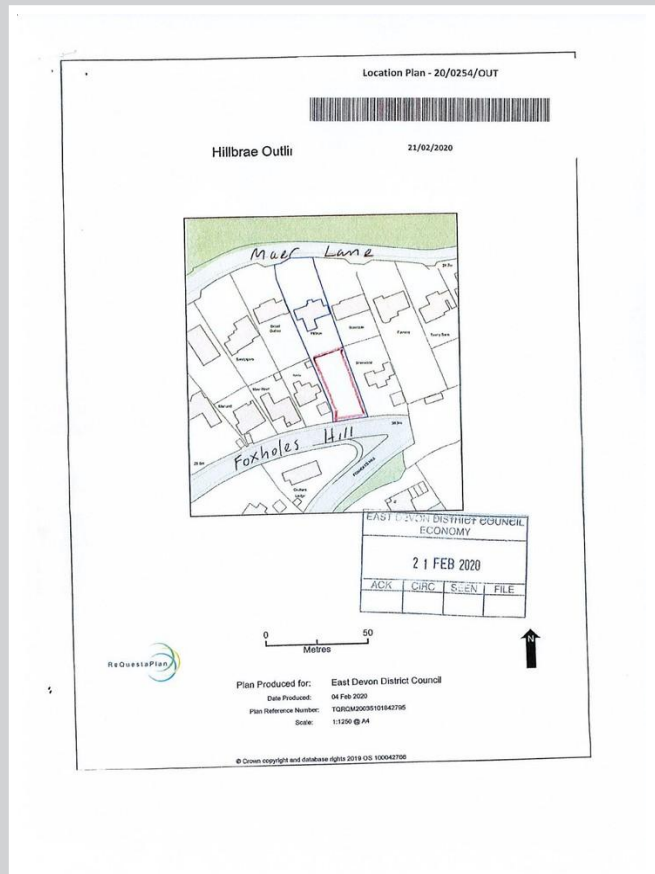 Location Plan - 20/0254/OUT
Hillbrae Outli
21/02/2020
Maer Lane
Foxholes Hill
FOXHOLES HILL
EAST DEVON DISTRICT COUNCIL
ECONOMY
21 FEB 2020
ACK CIRC SEEN FILE
0 50
Metres
N
ReQuestaPlan
Plan Produced for: East Devon District Council
Date Produced: 04 Feb 2020
Plan Reference Number: TQRQM20035101842795
Scale: 1:1250 @ A4
© Crown copyright and database rights 2019 OS 100042766